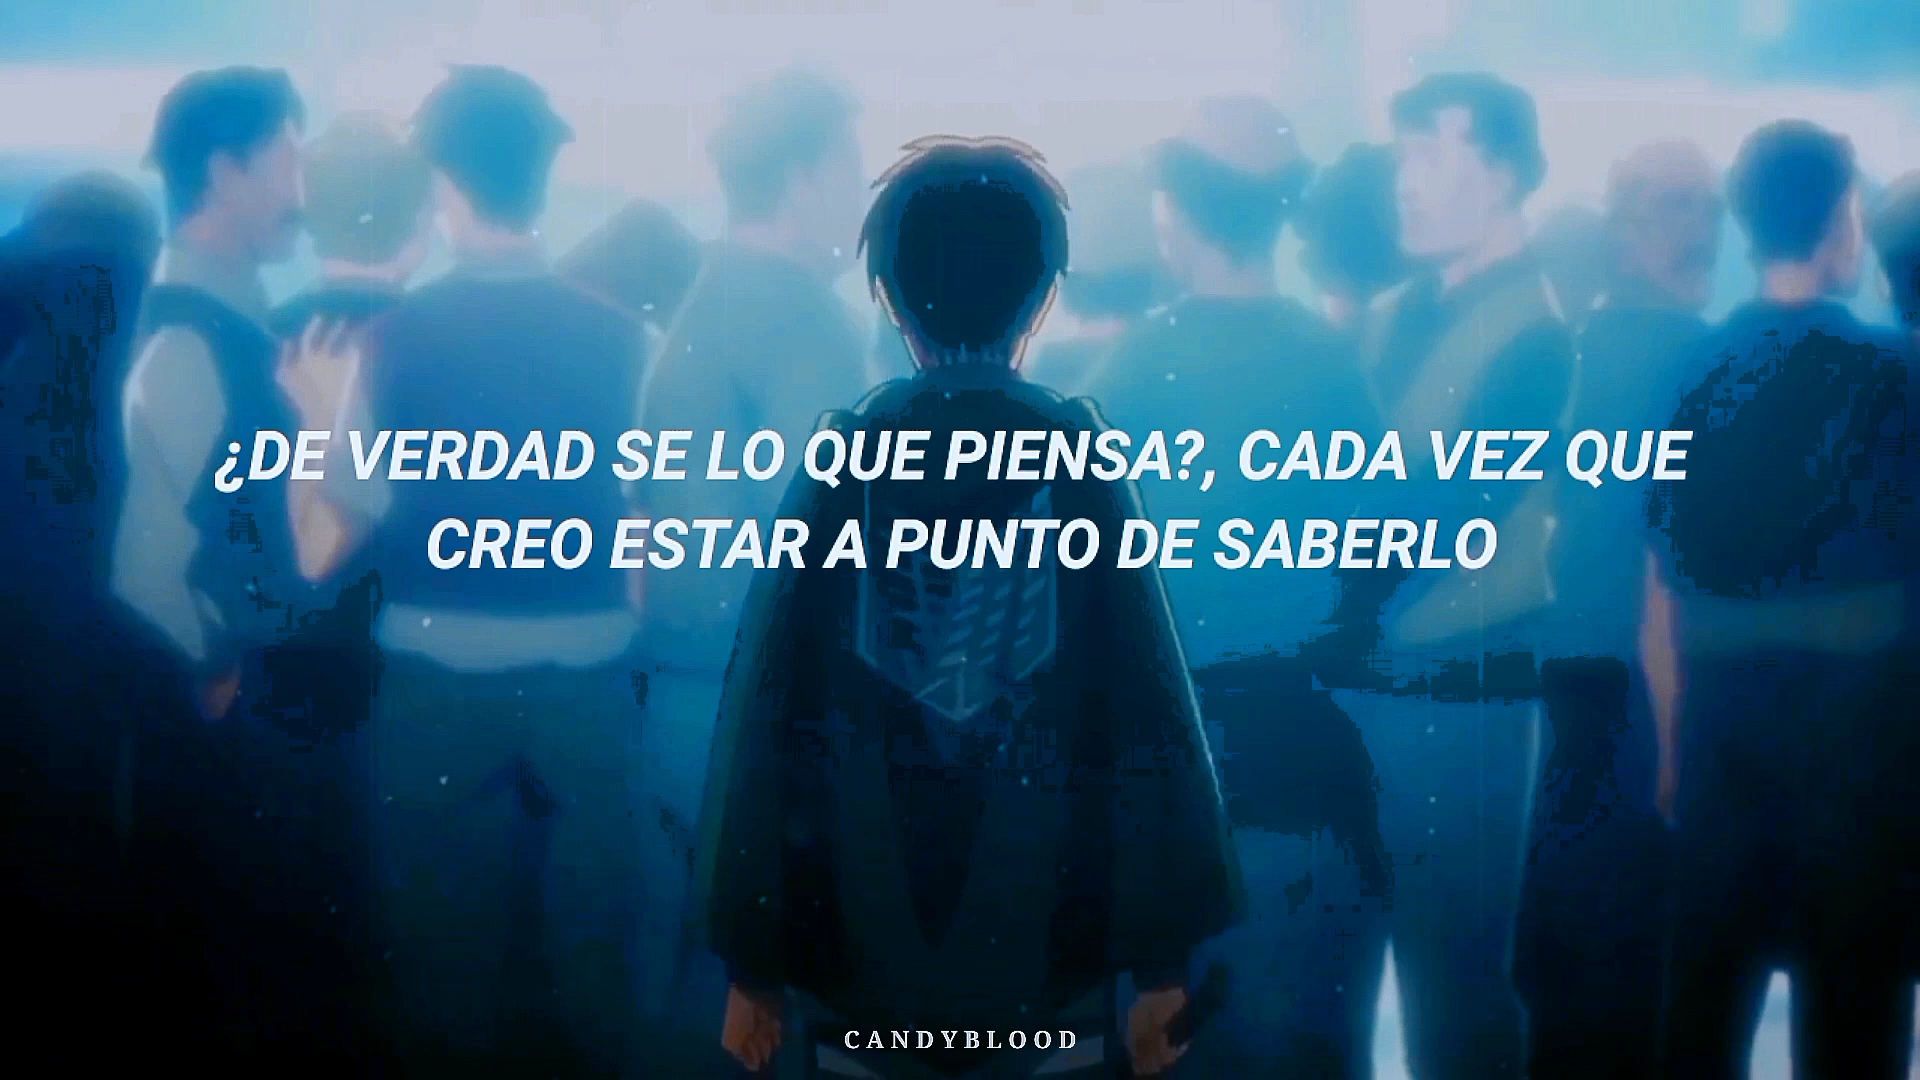 ¿DE VERDAD SE LO QUE PIENSA?, CADA VEZ QUE
CREO ESTAR A PUNTO DE SABERLO
CANDYBLOOD